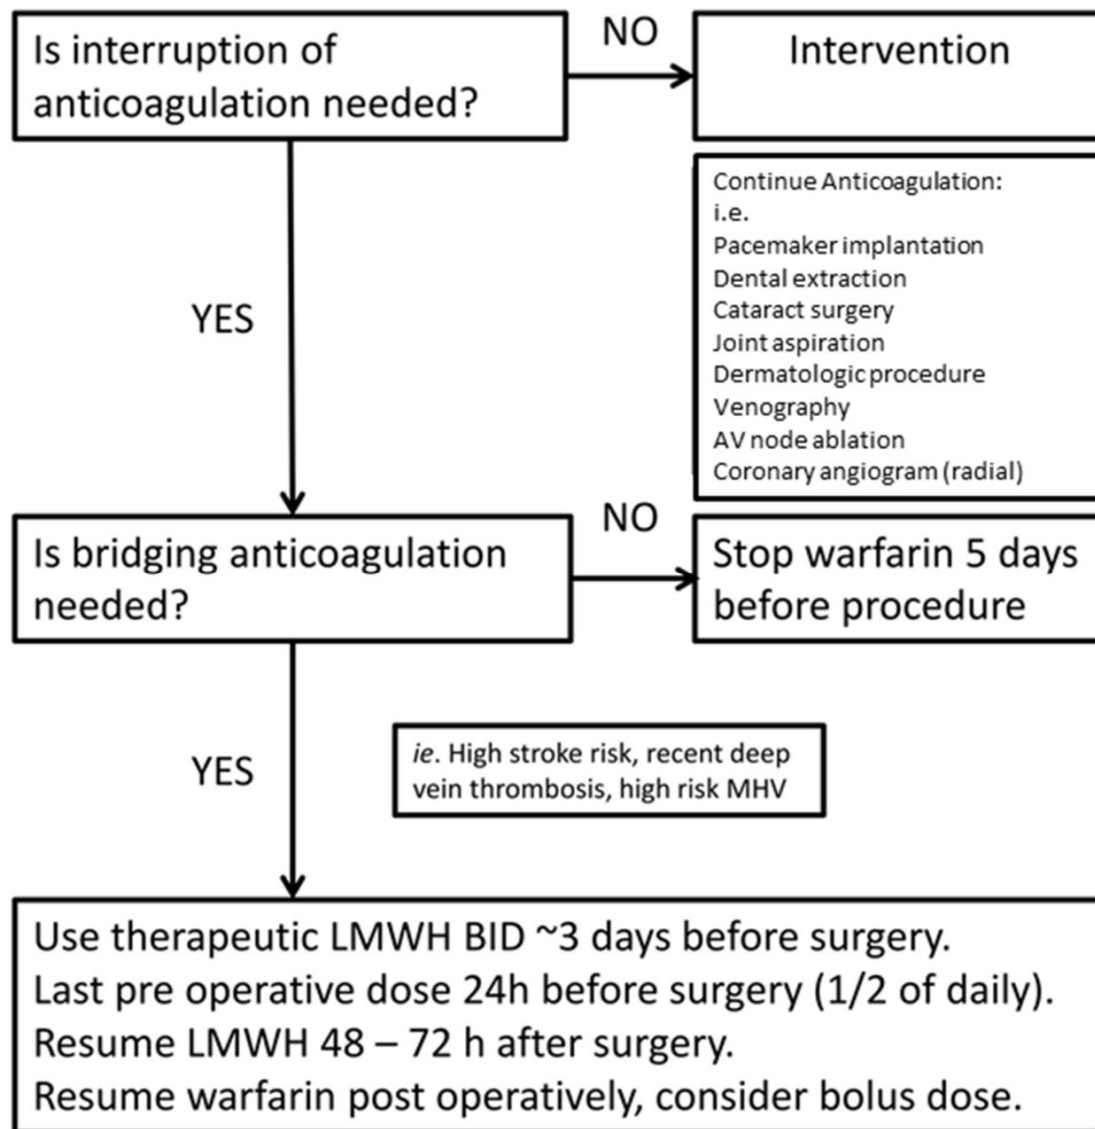 Is interruption of
anticoagulation needed?
NO
Intervention
Continue Anticoagulation:
i.e.
Pacemaker implantation
Dental extraction
Cataract surgery
Joint aspiration
Dermatologic procedure
Venography
AV node ablation
Coronary angiogram (radial)
YES
Is bridging anticoagulation
needed?
NO
Stop warfarin 5 days
before procedure
YES
ie. High stroke risk, recent deep
vein thrombosis, high risk MHV
Use therapeutic LMWH BID ~3 days before surgery.
Last pre operative dose 24h before surgery (1/2 of daily).
Resume LMWH 48 – 72 h after surgery.
Resume warfarin post operatively, consider bolus dose.